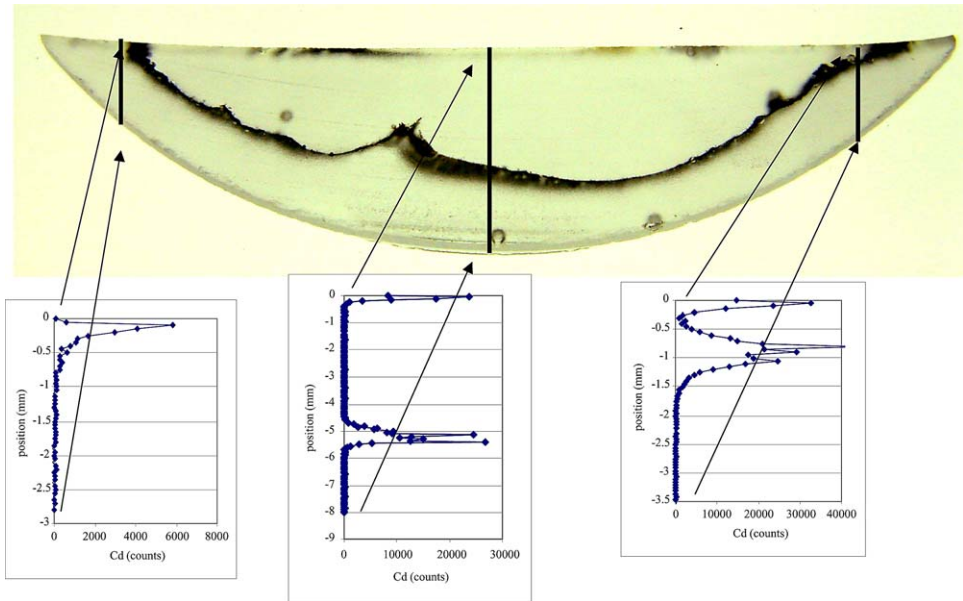 0
-0.5
-1
-1.5
-2
-2.5
-3
position (mm)
0 2000 4000 6000 8000
Cd (counts)
0
-1
-2
-3
-4
-5
-6
-7
-8
-9
position (mm)
0 10000 20000 30000
Cd (counts)
0
-0.5
-1
-1.5
-2
-2.5
-3
-3.5
position (mm)
0 10000 20000 30000 40000
Cd (counts)